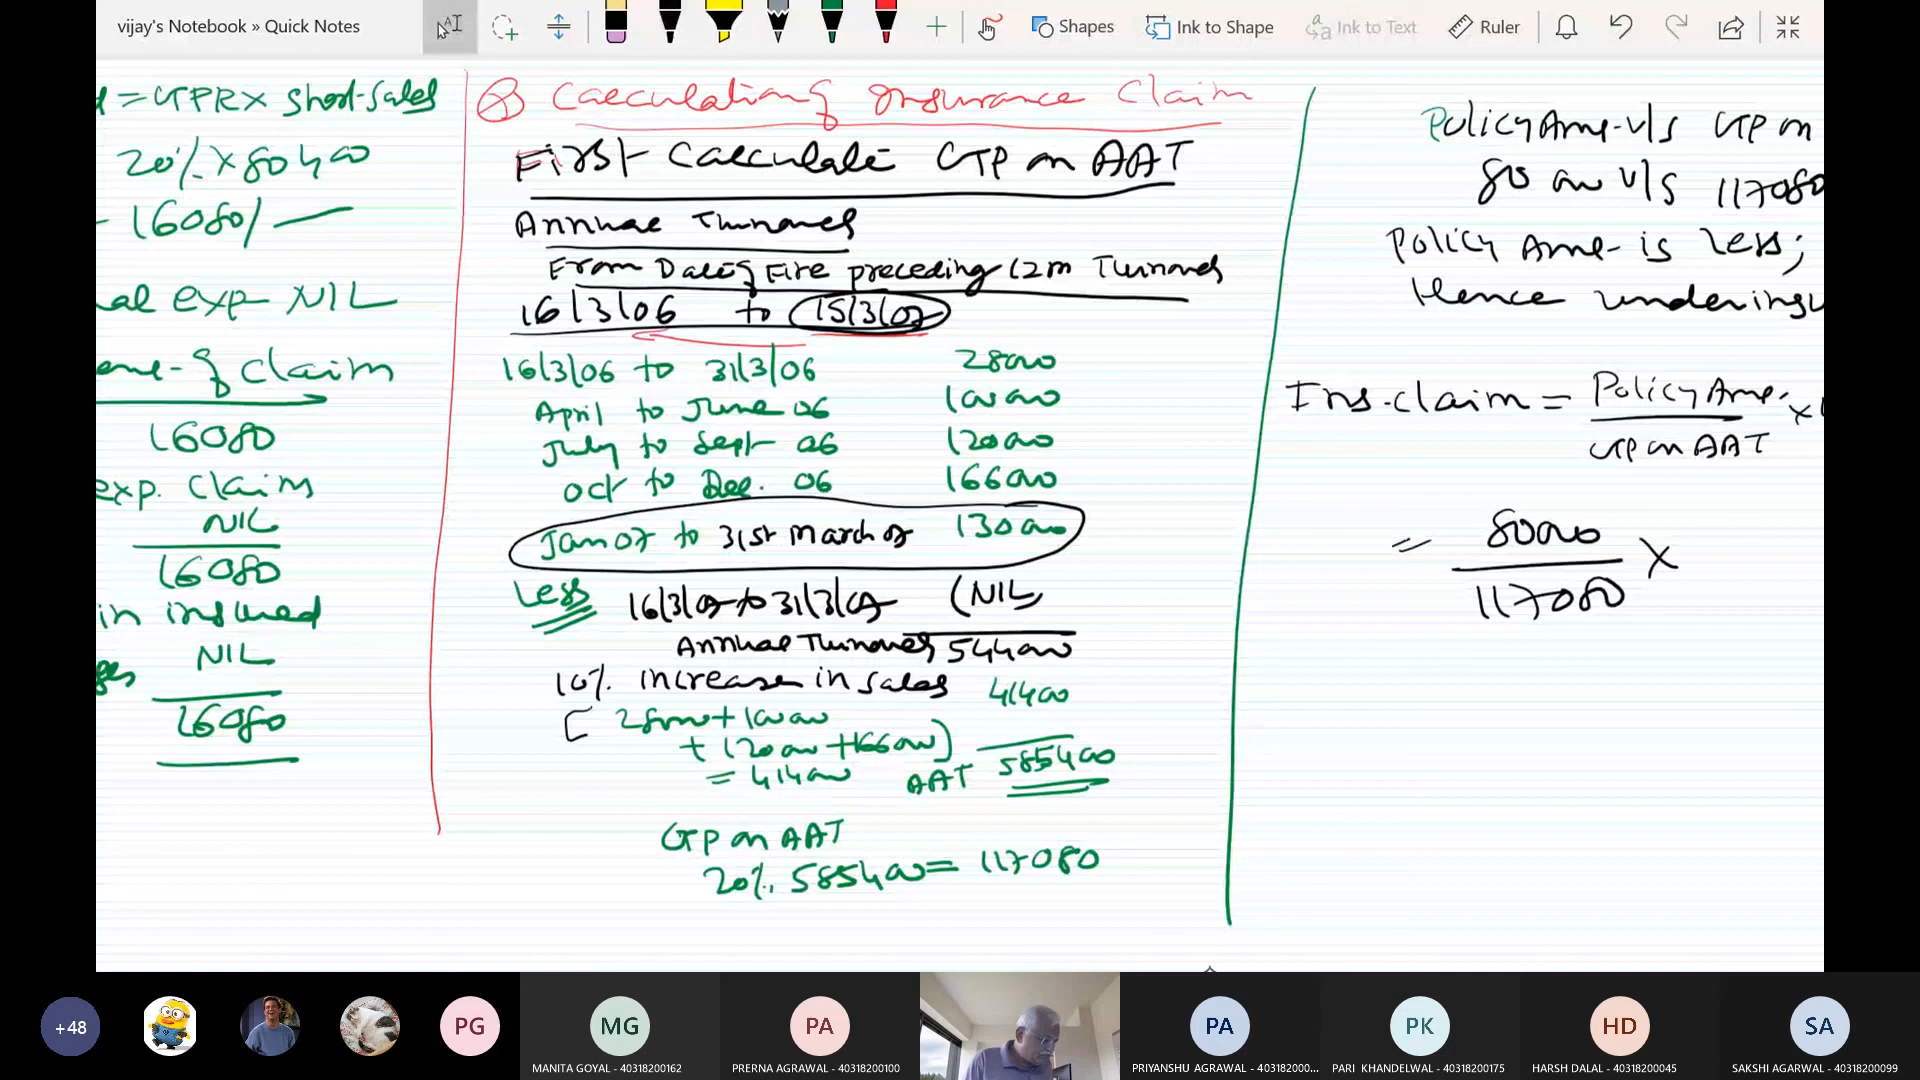 vijay's Notebook » Quick Notes
Shapes
Ink to Shape
Ink to Text
Ruler
= GPR X Short-Sales
20% X 80400
16080/-
al exp NIL
of claim
16080
exp. claim
NIL
16080
in insured
NIL
16080
Calculation of Insurance Claim
First Calculate GP on AAT
Annual Turnover
From Date of Fire preceding 12m Turnover
16/3/06 to 15/3/07
16/3/06 to 31/3/06 28000
April to June 06 100000
July to Sept 06 120000
Oct to Dec. 06 166000
Jan 07 to 31st March 07 130000
Less 16/3/07 to 31/3/07 (NIL
Annual Turnover 544000
10% increase in sales 41400
[ 28000 + 100000
+ 120000 + 166000)
= 41400 AAT 585400
GP on AAT
20% 585400 = 117080
Policy Amt v/s GP on
80000 v/s 117080
Policy Amt is less;
Hence underinsu
Ins. claim = Policy Amt. X
GP on AAT
= 80000 X
117080
+48
PG
MG
PA
PA
PK
HD
SA
MANITA GOYAL - 40318200162
PRERNA AGRAWAL - 40318200100
PRIYANSHU AGRAWAL - 403182000...
PARI KHANDELWAL - 40318200175
HARSH DALAL - 40318200045
SAKSHI AGARWAL - 40318200099